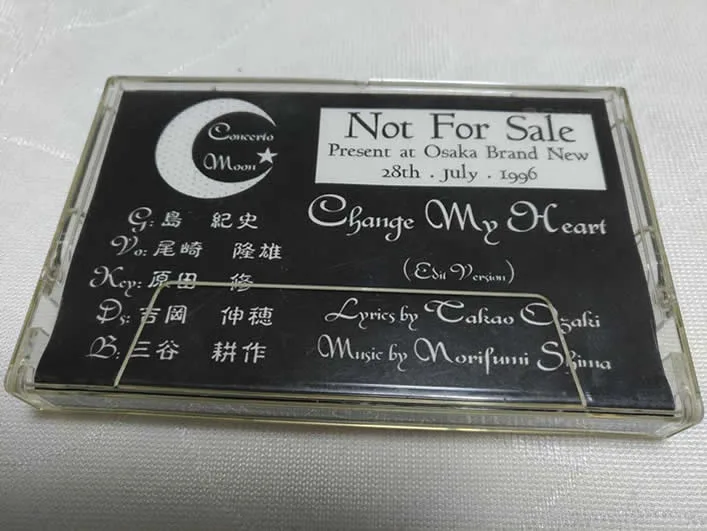 Concerto
Moon
Not For Sale
Present at Osaka Brand New
28th . July . 1996
G: 島 紀史
Vo: 尾崎 隆雄
Key: 原田 修
Ds: 吉岡 伸穂
B: 三谷 耕作
Change My Heart
(Edit Version)
Lyrics by Takao Ozaki
Music by Norifumi Shima